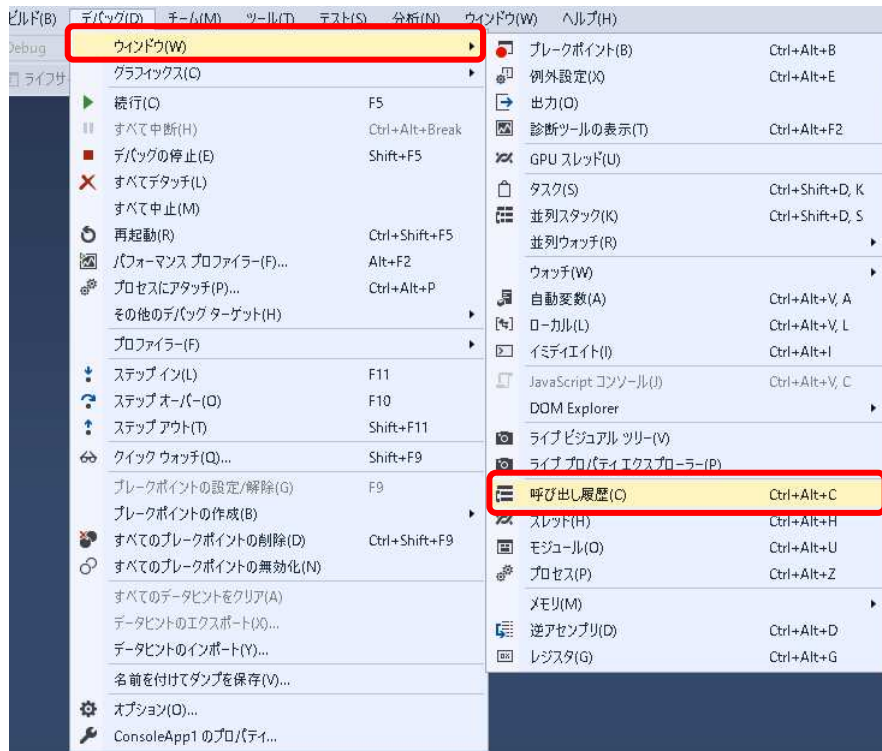 ビルド(B) デバッグ(D) チーム(M) ツール(T) テスト(S) 分析(N) ウィンドウ(W) ヘルプ(H)
Debug
ライフサ
ウィンドウ(W)
グラフィックス(C)
続行(C) F5
すべて中断(H) Ctrl+Alt+Break
デバッグの停止(E) Shift+F5
すべてデタッチ(L)
すべて中止(M)
再起動(R) Ctrl+Shift+F5
パフォーマンス プロファイラー(F)... Alt+F2
プロセスにアタッチ(P)... Ctrl+Alt+P
その他のデバッグ ターゲット(H)
プロファイラー(F)
ステップ イン(L) F11
ステップ オーバー(O) F10
ステップ アウト(T) Shift+F11
クイック ウォッチ(Q)... Shift+F9
ブレークポイントの設定/解除(G) F9
ブレークポイントの作成(B)
すべてのブレークポイントの削除(D) Ctrl+Shift+F9
すべてのブレークポイントの無効化(N)
すべてのデータヒントをクリア(A)
データヒントのエクスポート(X)...
データヒントのインポート(Y)...
名前を付けてダンプを保存(V)...
オプション(O)...
ConsoleApp1 のプロパティ...
ブレークポイント(B) Ctrl+Alt+B
例外設定(X) Ctrl+Alt+E
出力(O)
診断ツールの表示(T) Ctrl+Alt+F2
GPU スレッド(U)
タスク(S) Ctrl+Shift+D, K
並列スタック(K) Ctrl+Shift+D, S
並列ウォッチ(R)
ウォッチ(W)
自動変数(A) Ctrl+Alt+V, A
ローカル(L) Ctrl+Alt+V, L
イミディエイト(I) Ctrl+Alt+I
JavaScript コンソール(J) Ctrl+Alt+V, C
DOM Explorer
ライブ ビジュアル ツリー(V)
ライブ プロパティ エクスプローラー(P)
呼び出し履歴(C) Ctrl+Alt+C
スレッド(H) Ctrl+Alt+H
モジュール(O) Ctrl+Alt+U
プロセス(P) Ctrl+Alt+Z
メモリ(M)
逆アセンブリ(D) Ctrl+Alt+D
レジスタ(G) Ctrl+Alt+G